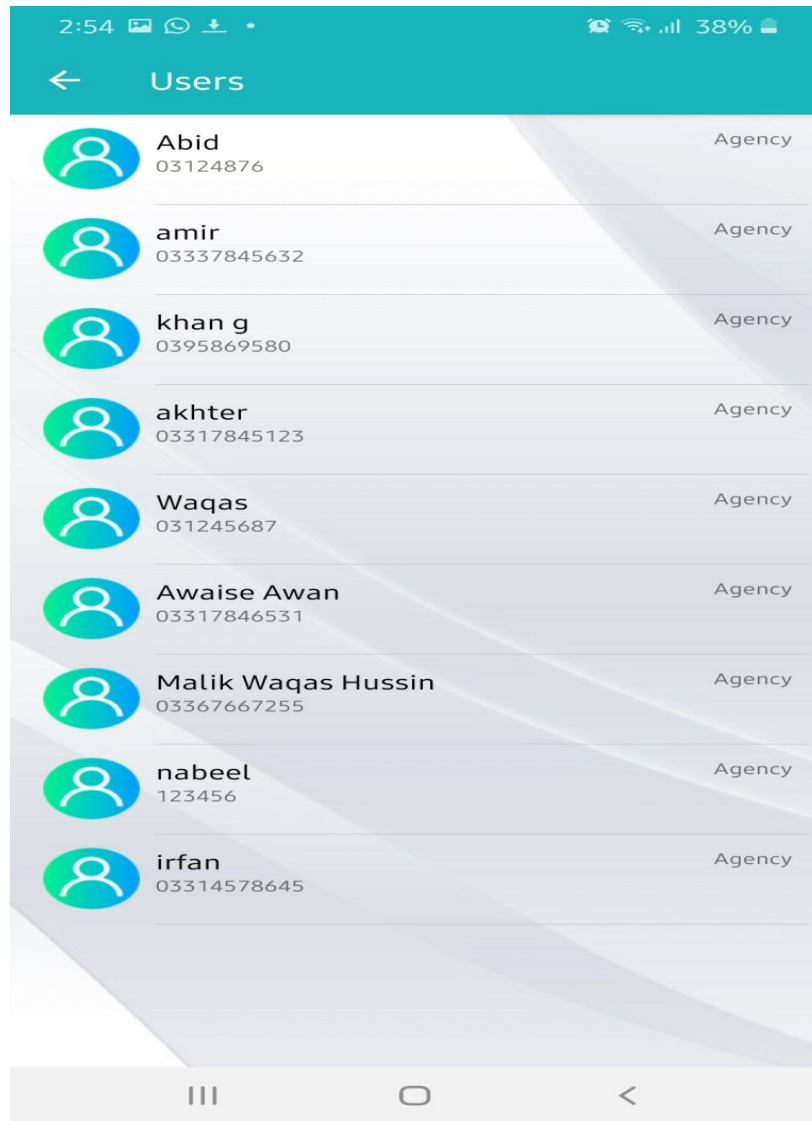 2:54 38%
Users
Abid Agency
03124876
amir Agency
03337845632
khan g Agency
0395869580
akhter Agency
03317845123
Waqas Agency
031245687
Awaise Awan Agency
03317846531
Malik Waqas Hussin Agency
03367667255
nabeel Agency
123456
irfan Agency
03314578645